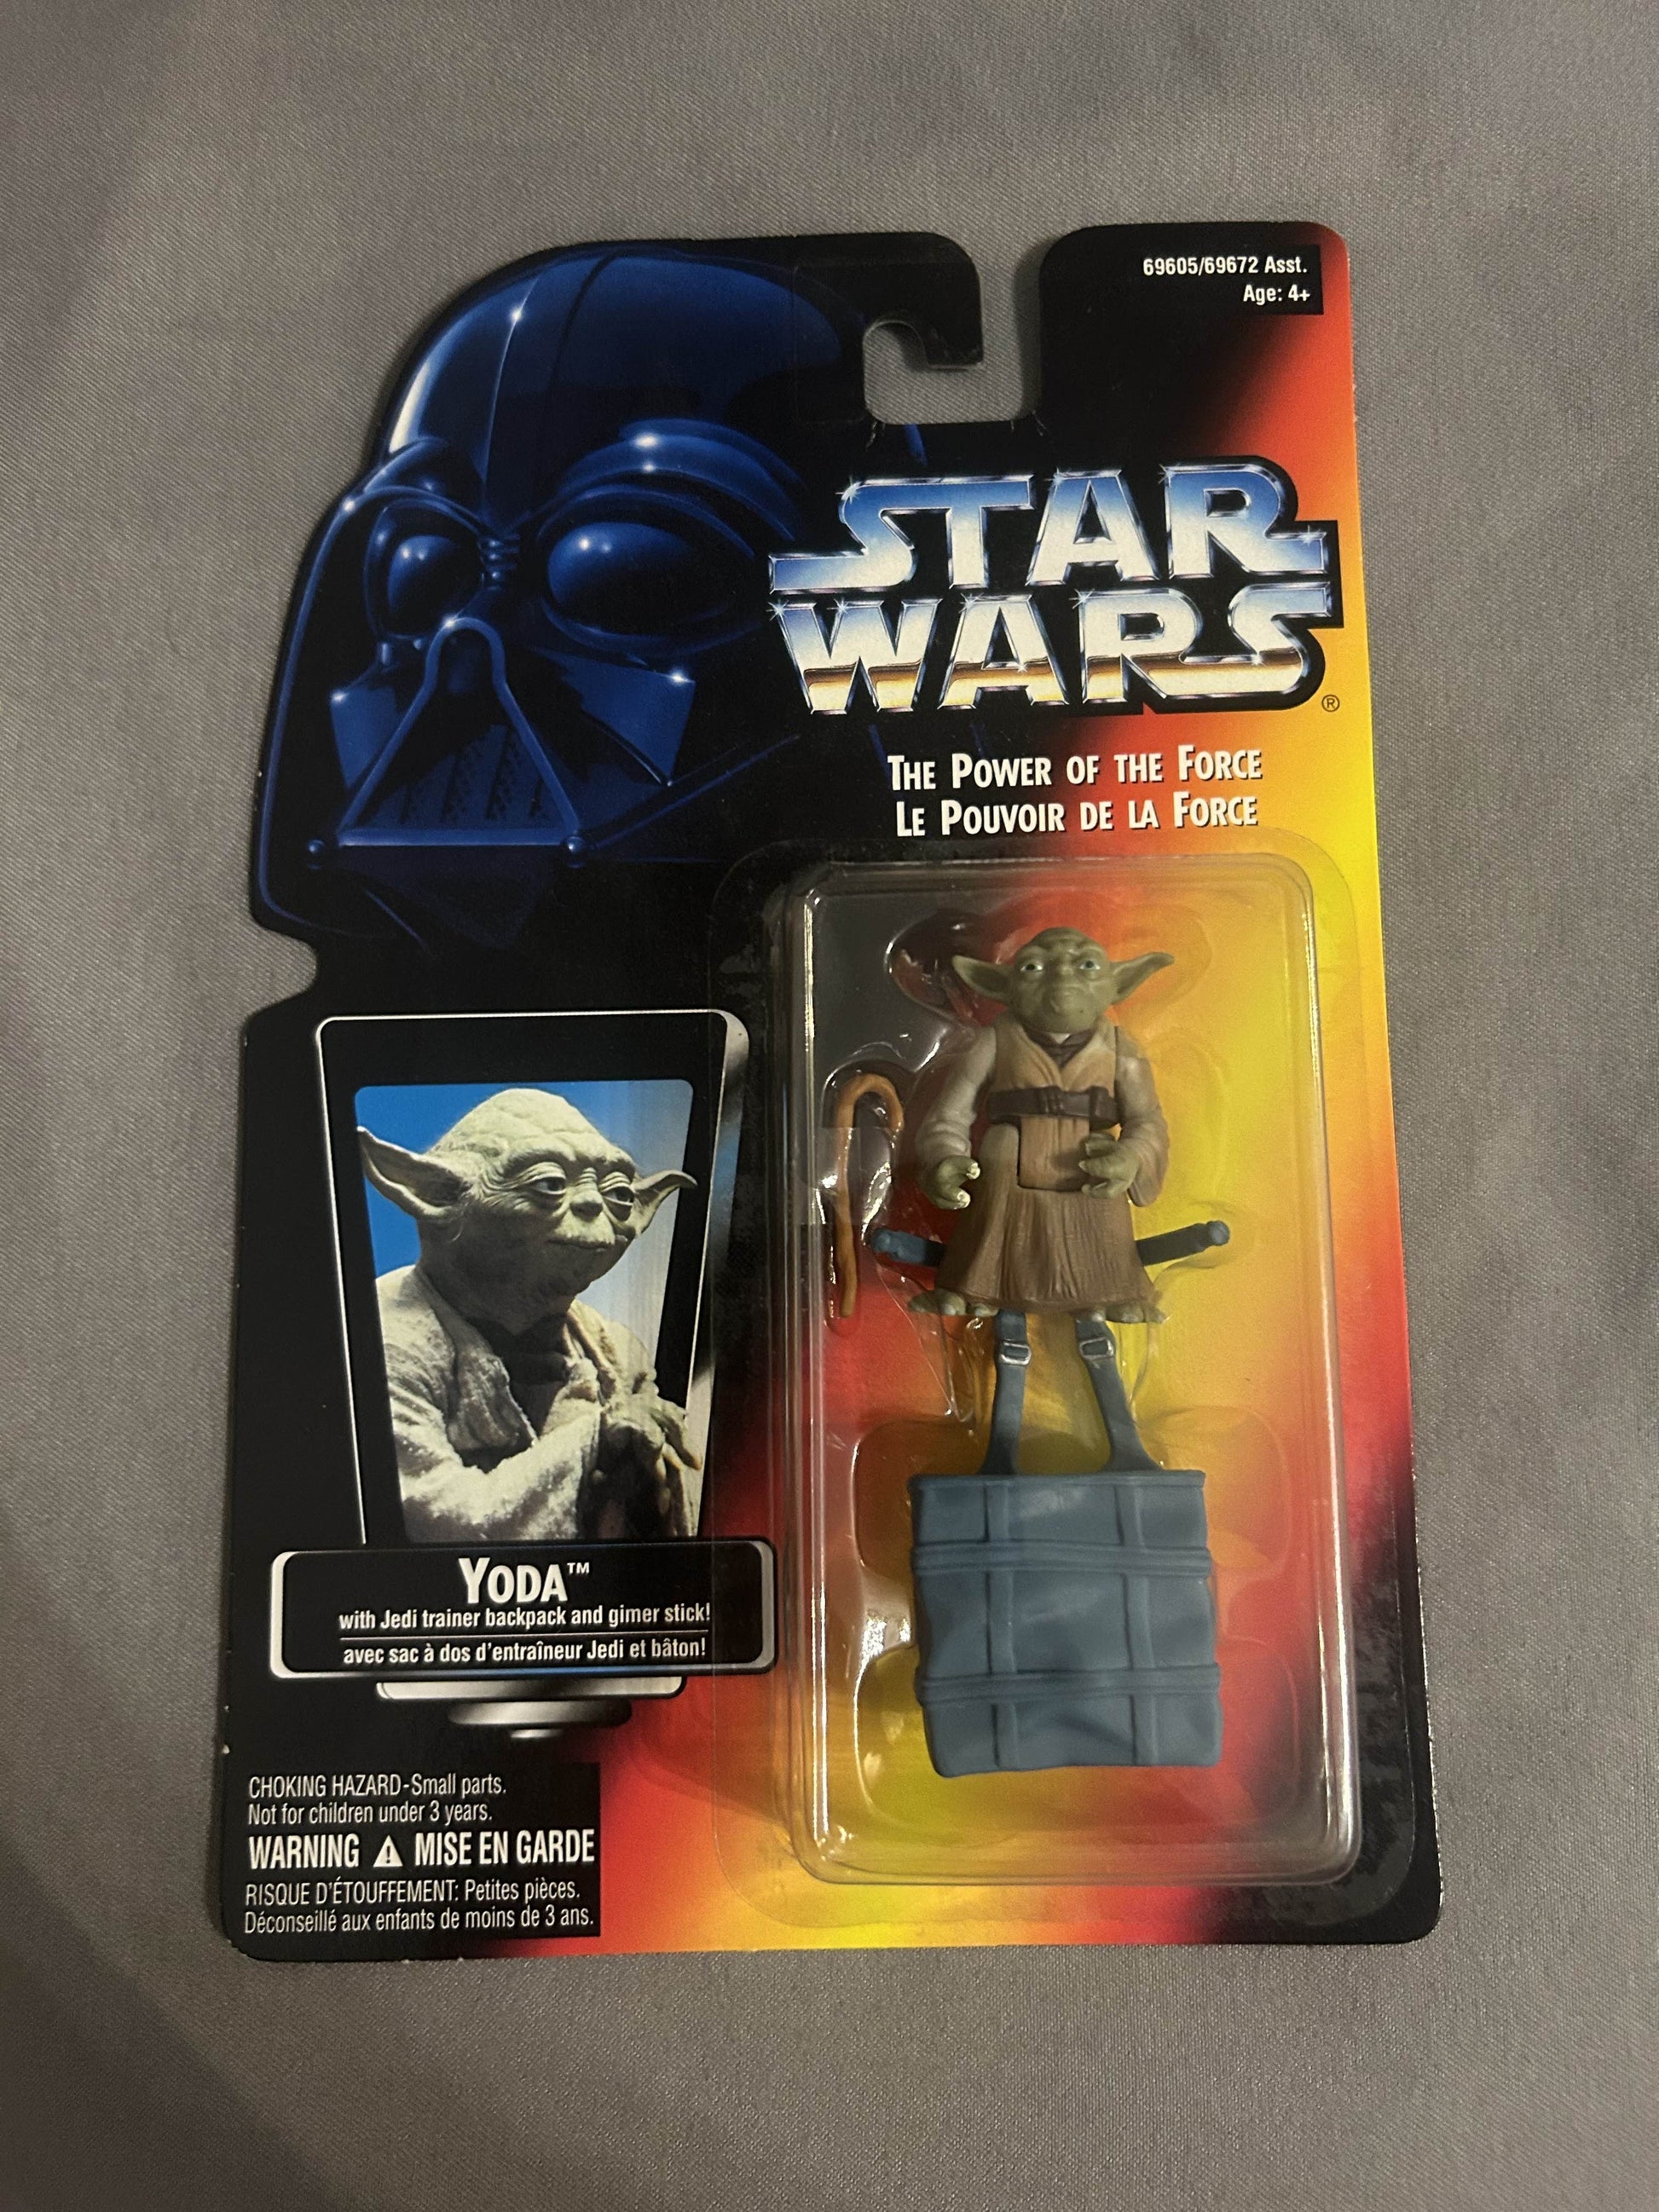 69605/69672 Asst.
Age: 4+
STAR
WARS®
THE POWER OF THE FORCE
LE POUVOIR DE LA FORCE
YODA™
with Jedi trainer backpack and gimer stick!
avec sac à dos d'entraîneur Jedi et bâton!
CHOKING HAZARD-Small parts.
Not for children under 3 years.
WARNING ⚠ MISE EN GARDE
RISQUE D'ÉTOUFFEMENT: Petites pièces.
Déconseillé aux enfants de moins de 3 ans.